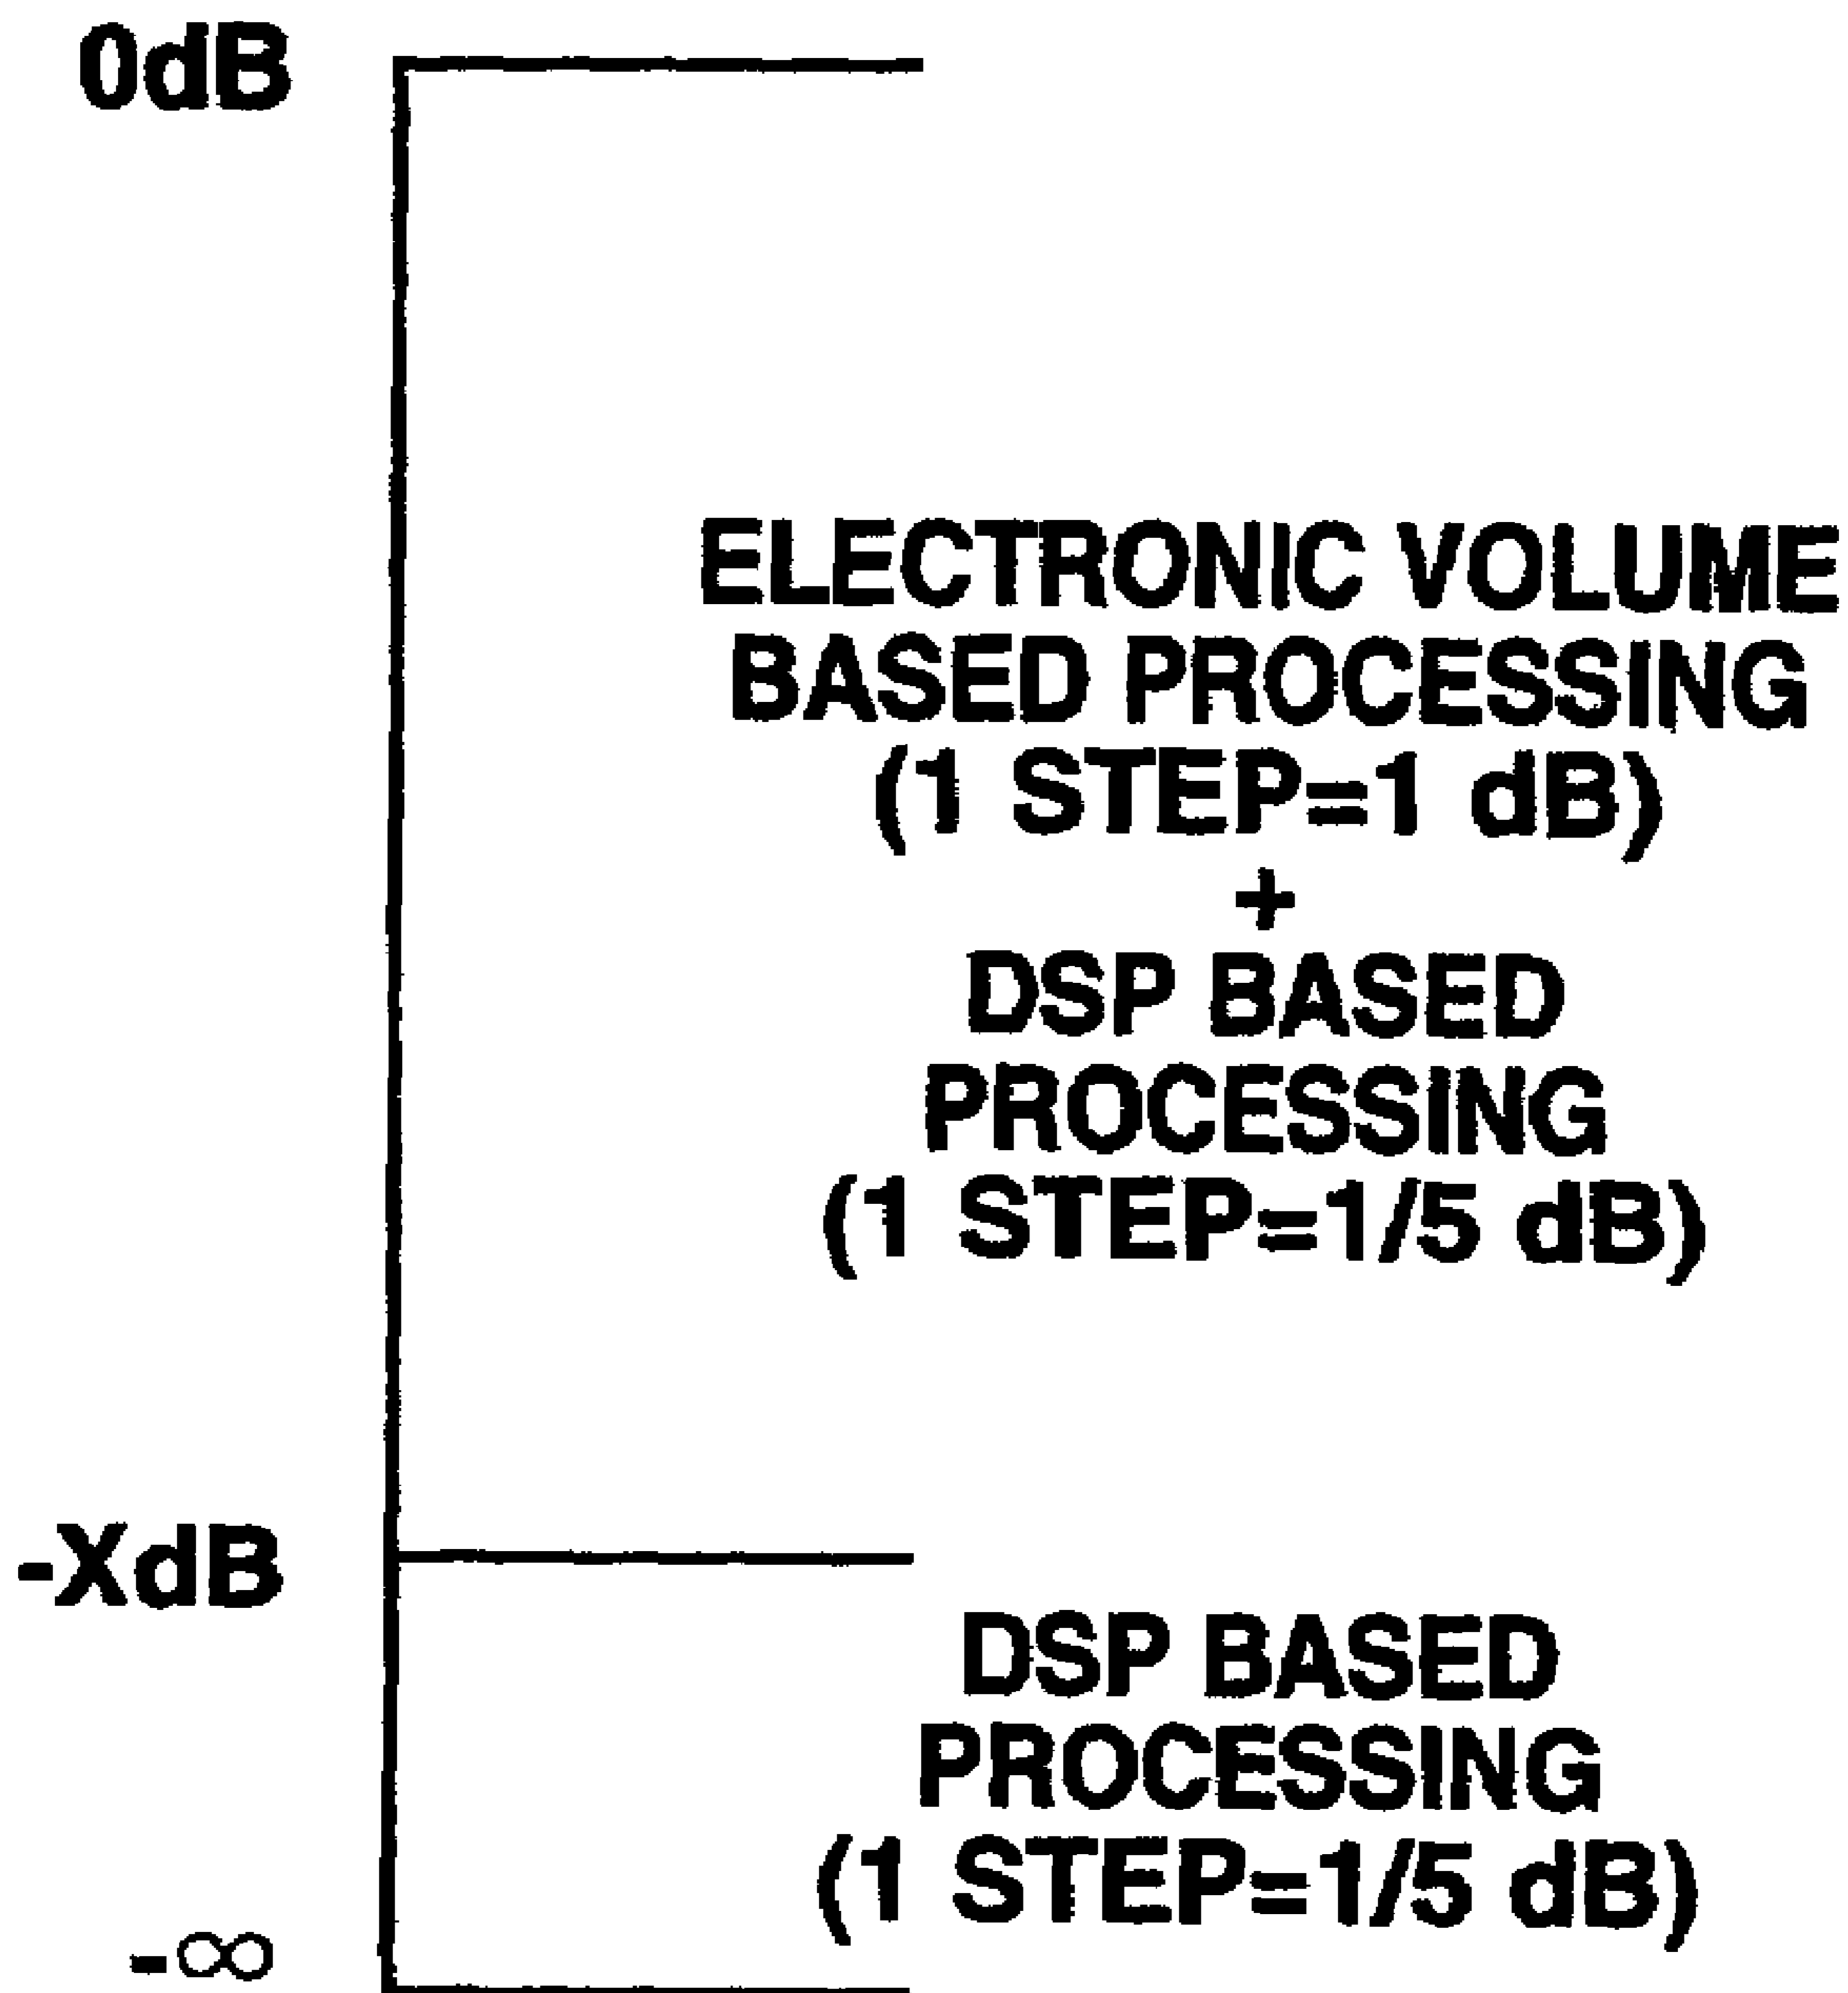 0dB
ELECTRONIC VOLUME
BASED PROCESSING
(1 STEP=1 dB)
+
DSP BASED
PROCESSING
(1 STEP=1/5 dB)
-XdB
DSP BASED
PROCESSING
(1 STEP=1/5 dB)
-∞